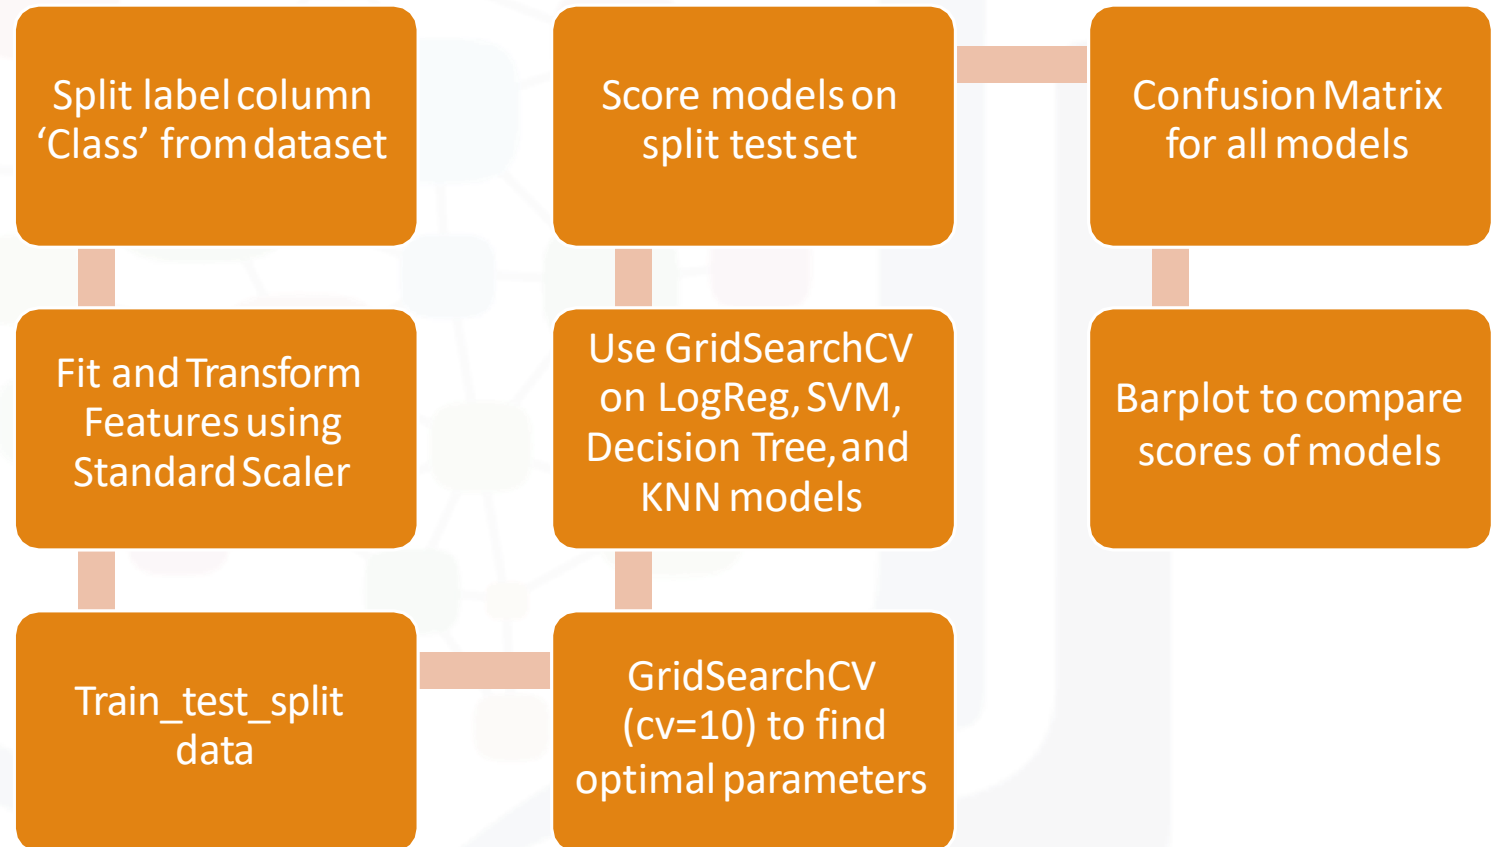 Split label column
‘Class’ from dataset
Fit and Transform
Features using
Standard Scaler
Train_test_split
data
GridSearchCV
(cv=10) to find
optimal parameters
Use GridSearchCV
on LogReg, SVM,
Decision Tree, and
KNN models
Score models on
split test set
Confusion Matrix
for all models
Barplot to compare
scores of models